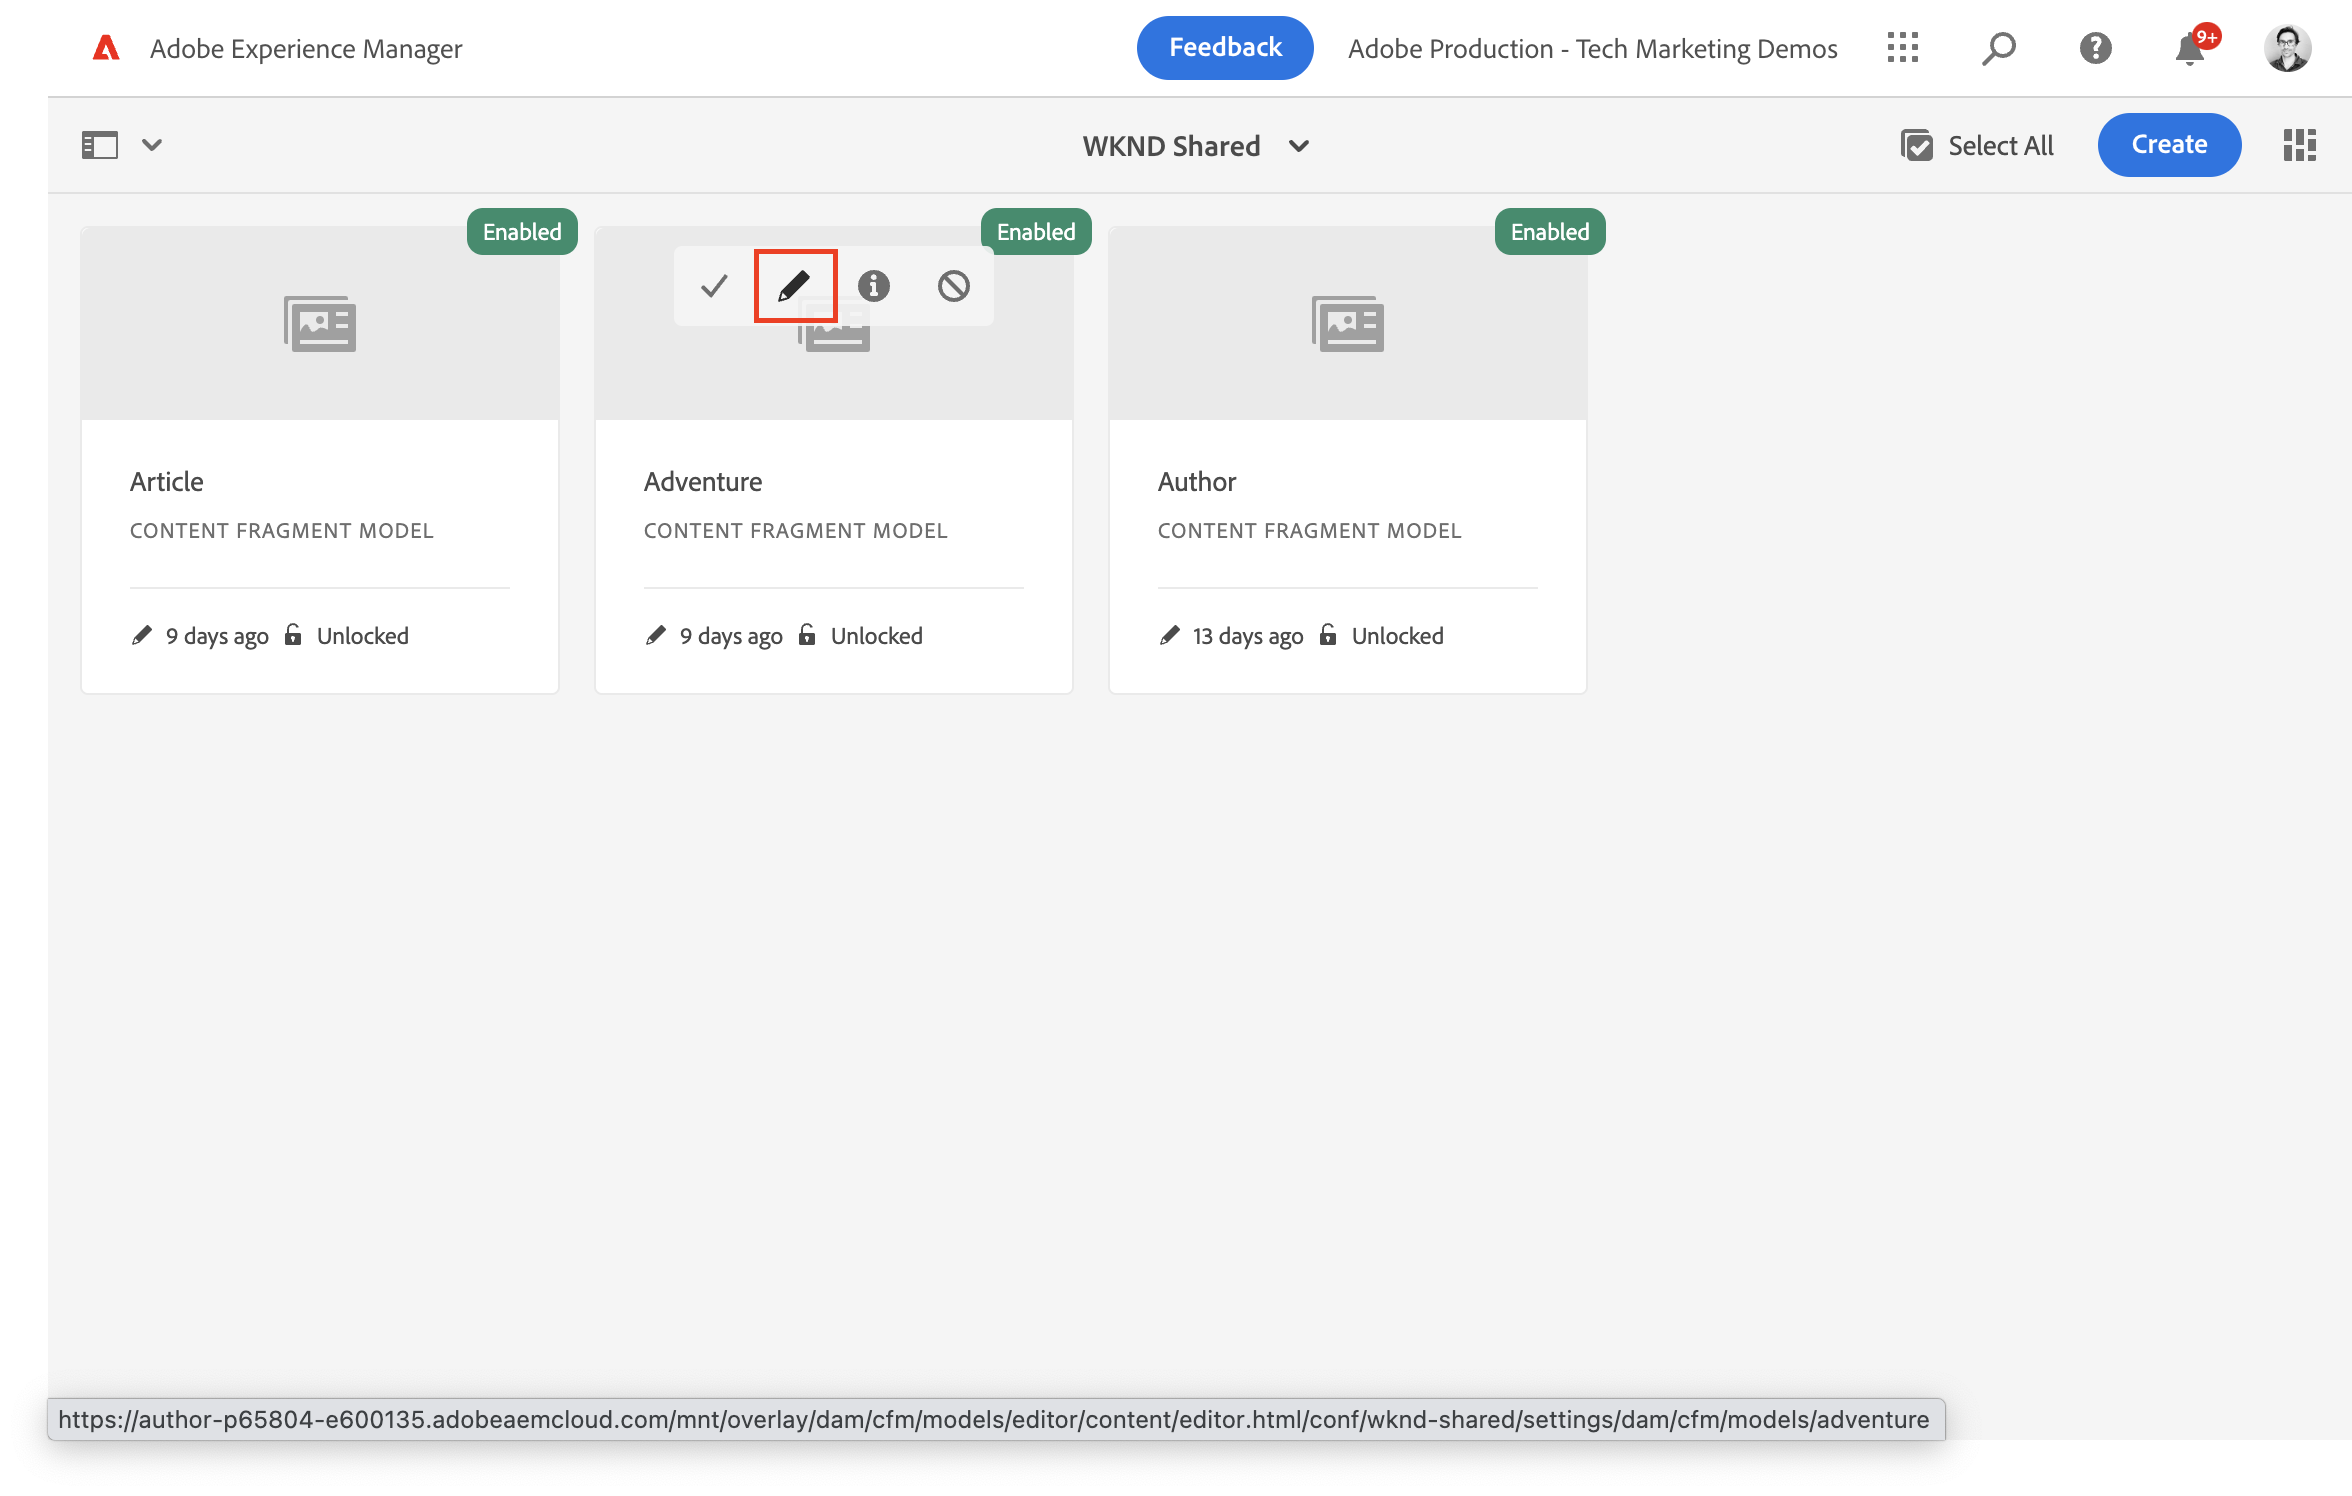 Adobe Experience Manager
Feedback
Adobe Production - Tech Marketing Demos
9+
WKND Shared
Select All
Create
Enabled
Enabled
Enabled
Article
CONTENT FRAGMENT MODEL
9 days ago Unlocked
Adventure
CONTENT FRAGMENT MODEL
9 days ago Unlocked
Author
CONTENT FRAGMENT MODEL
13 days ago Unlocked
https://author-p65804-e600135.adobeaemcloud.com/mnt/overlay/dam/cfm/models/editor/content/editor.html/conf/wknd-shared/settings/dam/cfm/models/adventure